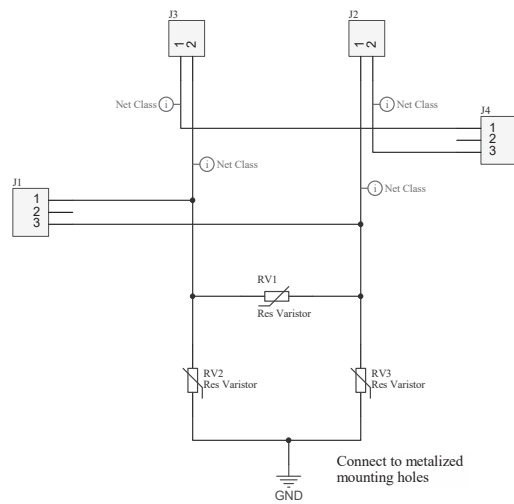 J3
J2
1 2
1 2
Net Class i
i Net Class
J4
1
2
3
i Net Class
J1
i Net Class
1
2
3
RV1
Res Varistor
RV2
Res Varistor
RV3
Res Varistor
Connect to metalized
mounting holes
GND